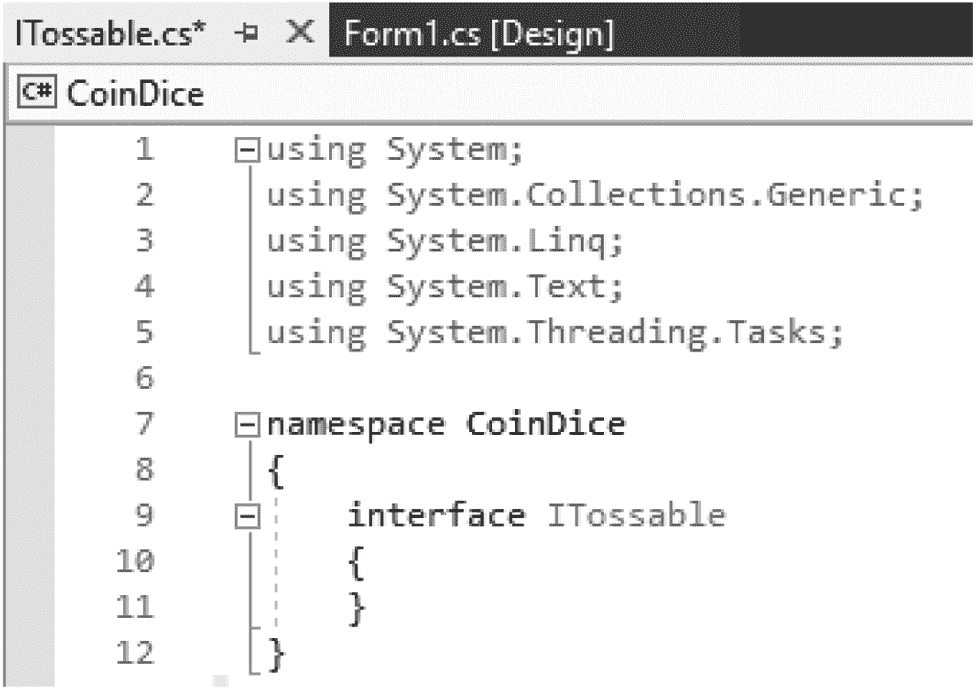 ITossable.cs* Form1.cs [Design]
C# CoinDice
1 using System;
2 using System.Collections.Generic;
3 using System.Linq;
4 using System.Text;
5 using System.Threading.Tasks;
6
7 namespace CoinDice
8 {
9 interface ITossable
10 {
11 }
12 }